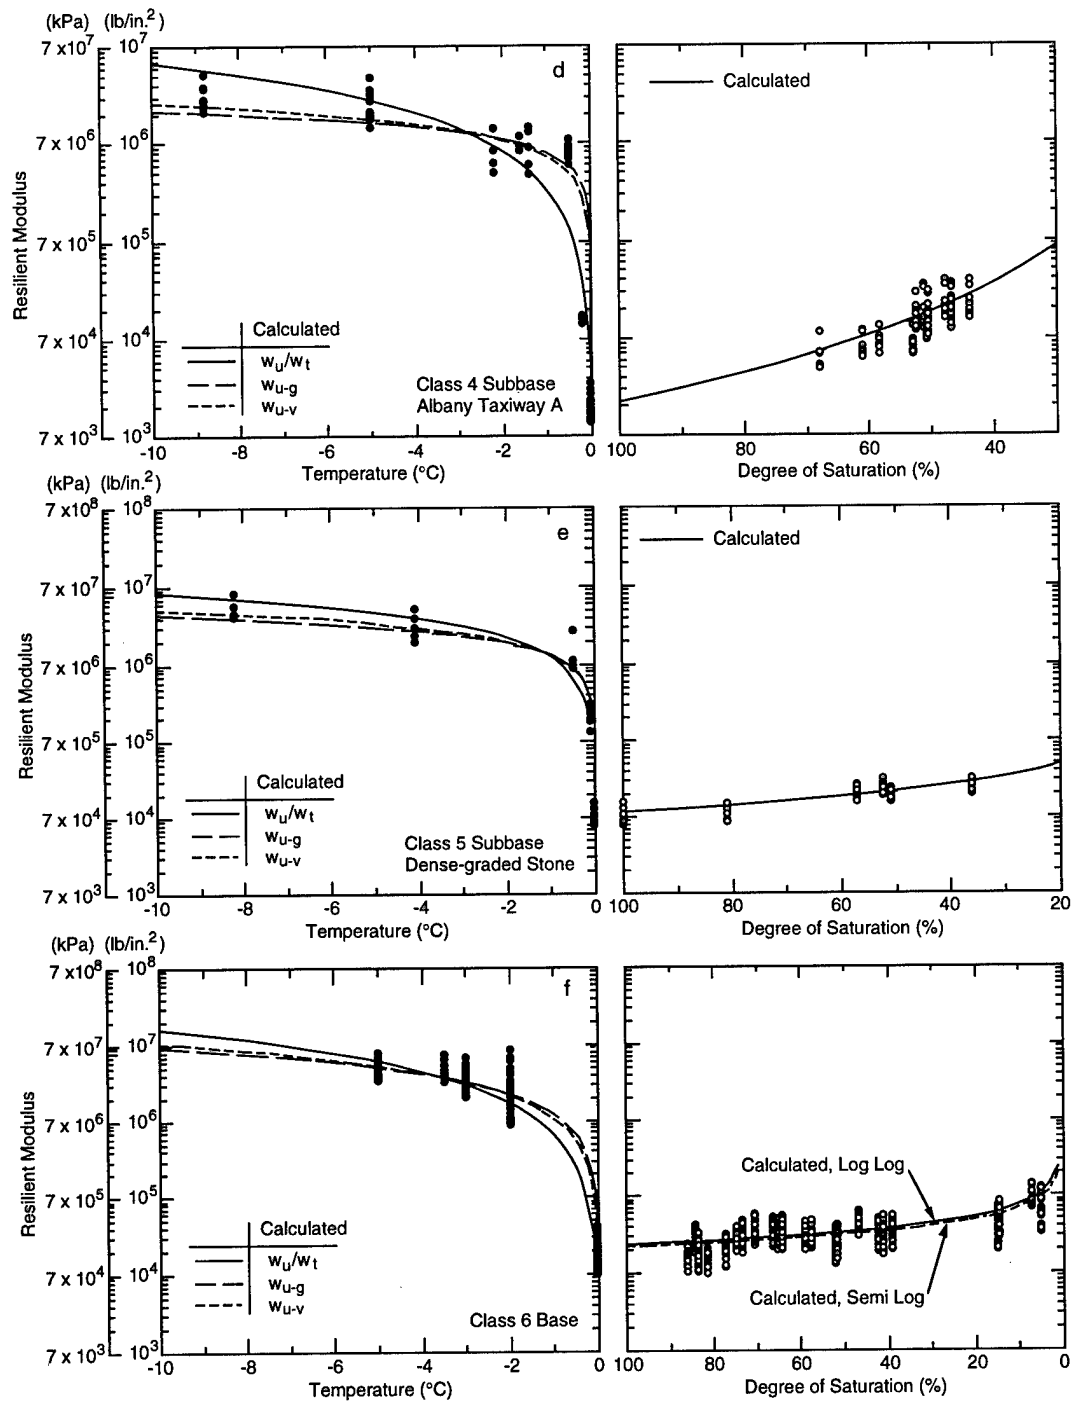 (kPa) (lb/in.²)
7 x 10⁷ 10⁷
d
Calculated
7 x 10⁶ 10⁶
Resilient Modulus
7 x 10⁵ 10⁵
7 x 10⁴ 10⁴
Calculated
wᵤ/wₜ
w_u-g
w_u-v
Class 4 Subbase
Albany Taxiway A
7 x 10³ 10³
-10 -8 -6 -4 -2 0
100 80 60 40
Temperature (°C)
Degree of Saturation (%)
(kPa) (lb/in.²)
7 x10⁸ 10⁸
e
Calculated
7 x 10⁷ 10⁷
7 x 10⁶ 10⁶
Resilient Modulus
7 x 10⁵ 10⁵
Calculated
7 x 10⁴ 10⁴
wᵤ/wₜ
w_u-g
w_u-v
Class 5 Subbase
Dense-graded Stone
7 x 10³ 10³
-10 -8 -6 -4 -2 0
100 80 60 40 20
Temperature (°C)
Degree of Saturation (%)
(kPa) (lb/in.²)
7 x10⁸ 10⁸
f
7 x 10⁷ 10⁷
7 x 10⁶ 10⁶
Resilient Modulus
7 x 10⁵ 10⁵
Calculated, Log Log
Calculated
7 x 10⁴ 10⁴
wᵤ/wₜ
w_u-g
w_u-v
Calculated, Semi Log
Class 6 Base
7 x 10³ 10³
-10 -8 -6 -4 -2 0
100 80 60 40 20 0
Temperature (°C)
Degree of Saturation (%)